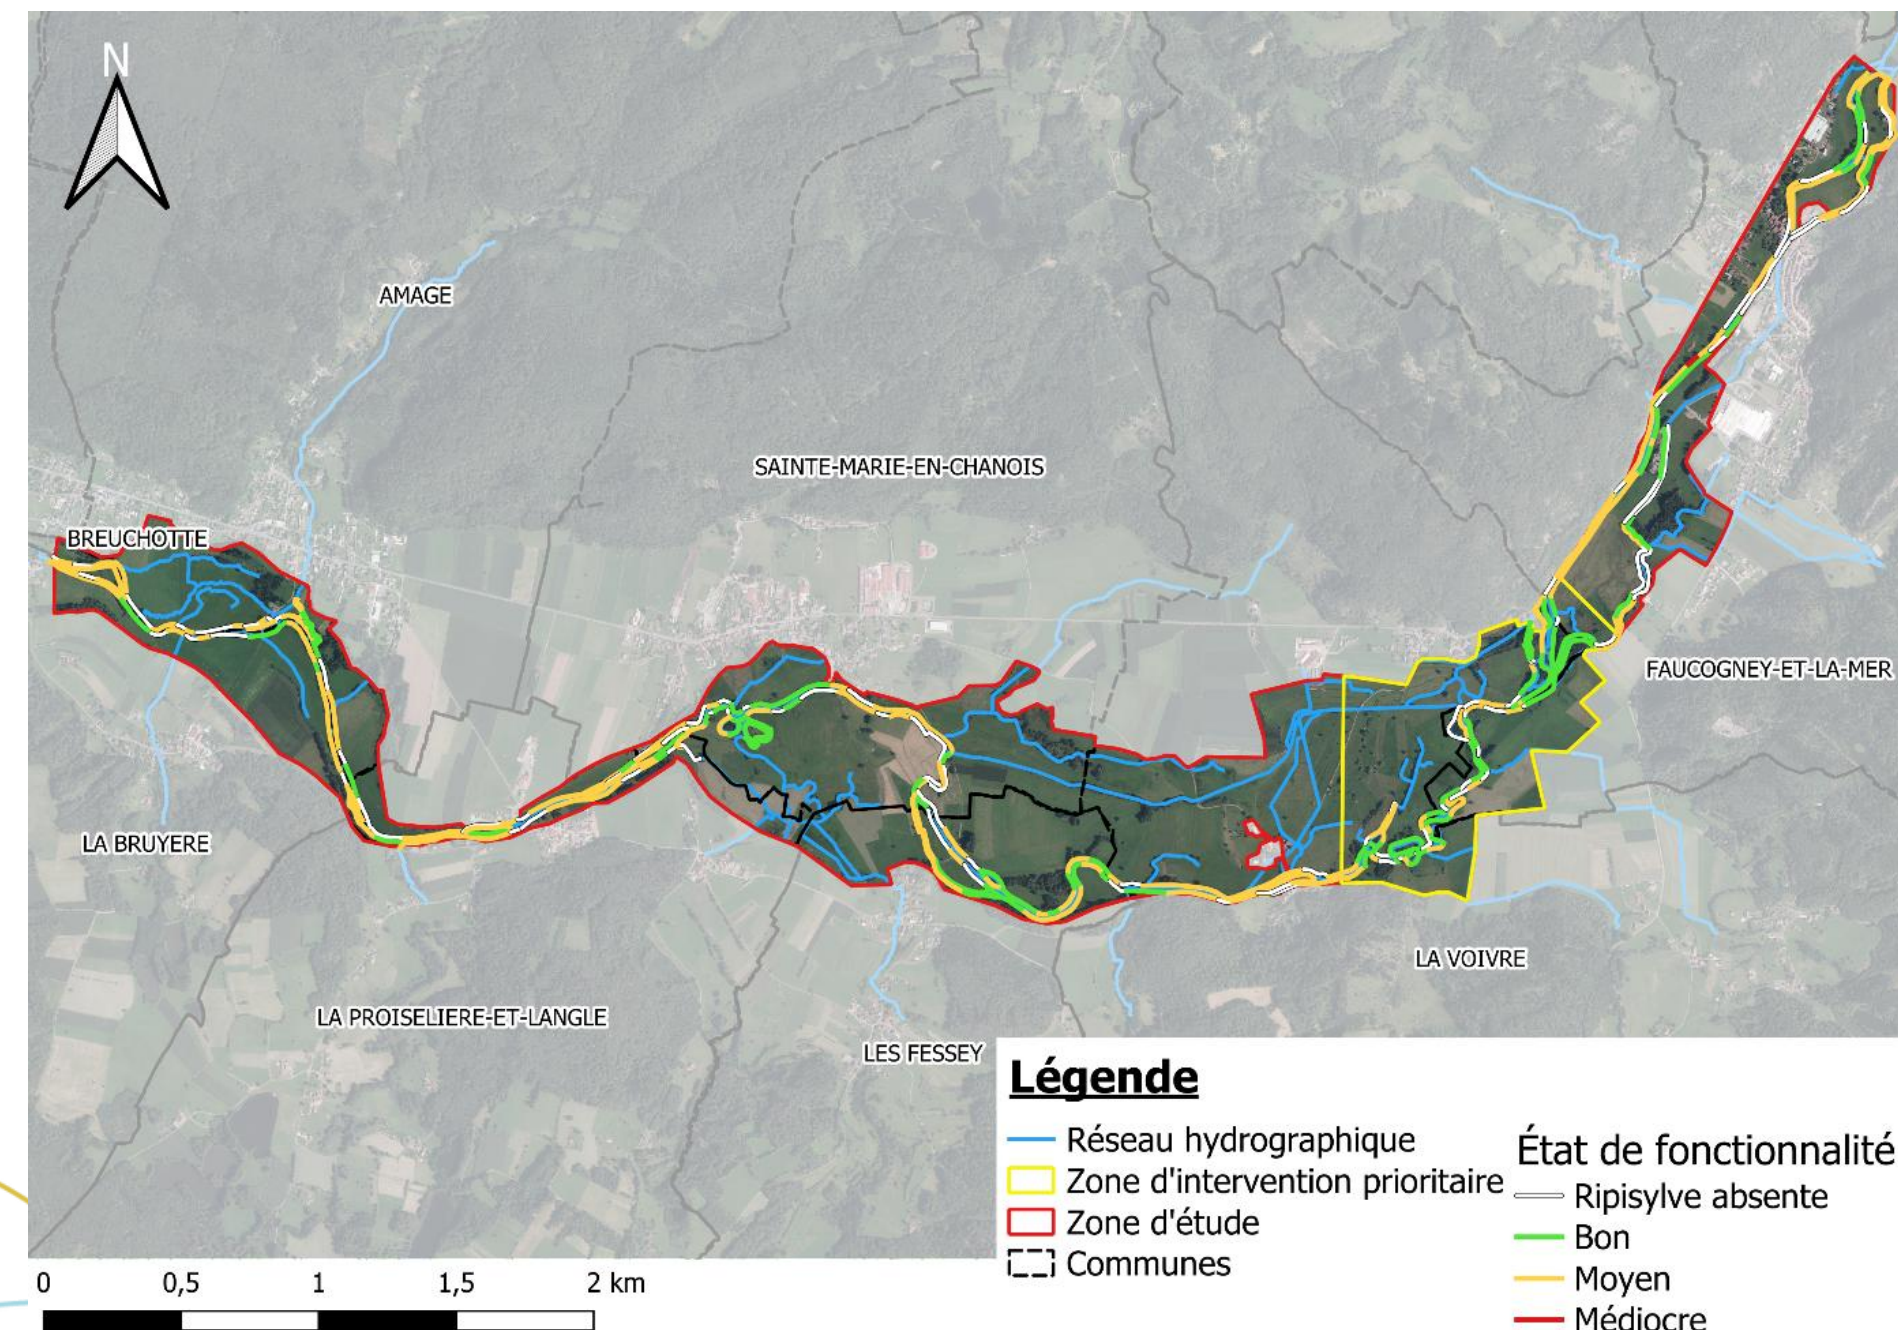 N
AMAGE
SAINTE-MARIE-EN-CHANOIS
BREUCHOTTE
FAUCOGNEY-ET-LA-MER
LA BRUYERE
LA VOIVRE
LA PROISELIERE-ET-LANGLE
LES FESSEY
Légende
Réseau hydrographique
Zone d'intervention prioritaire
Zone d'étude
Communes
État de fonctionnalité
Ripisylve absente
Bon
Moyen
Médiocre
0 0,5 1 1,5 2 km